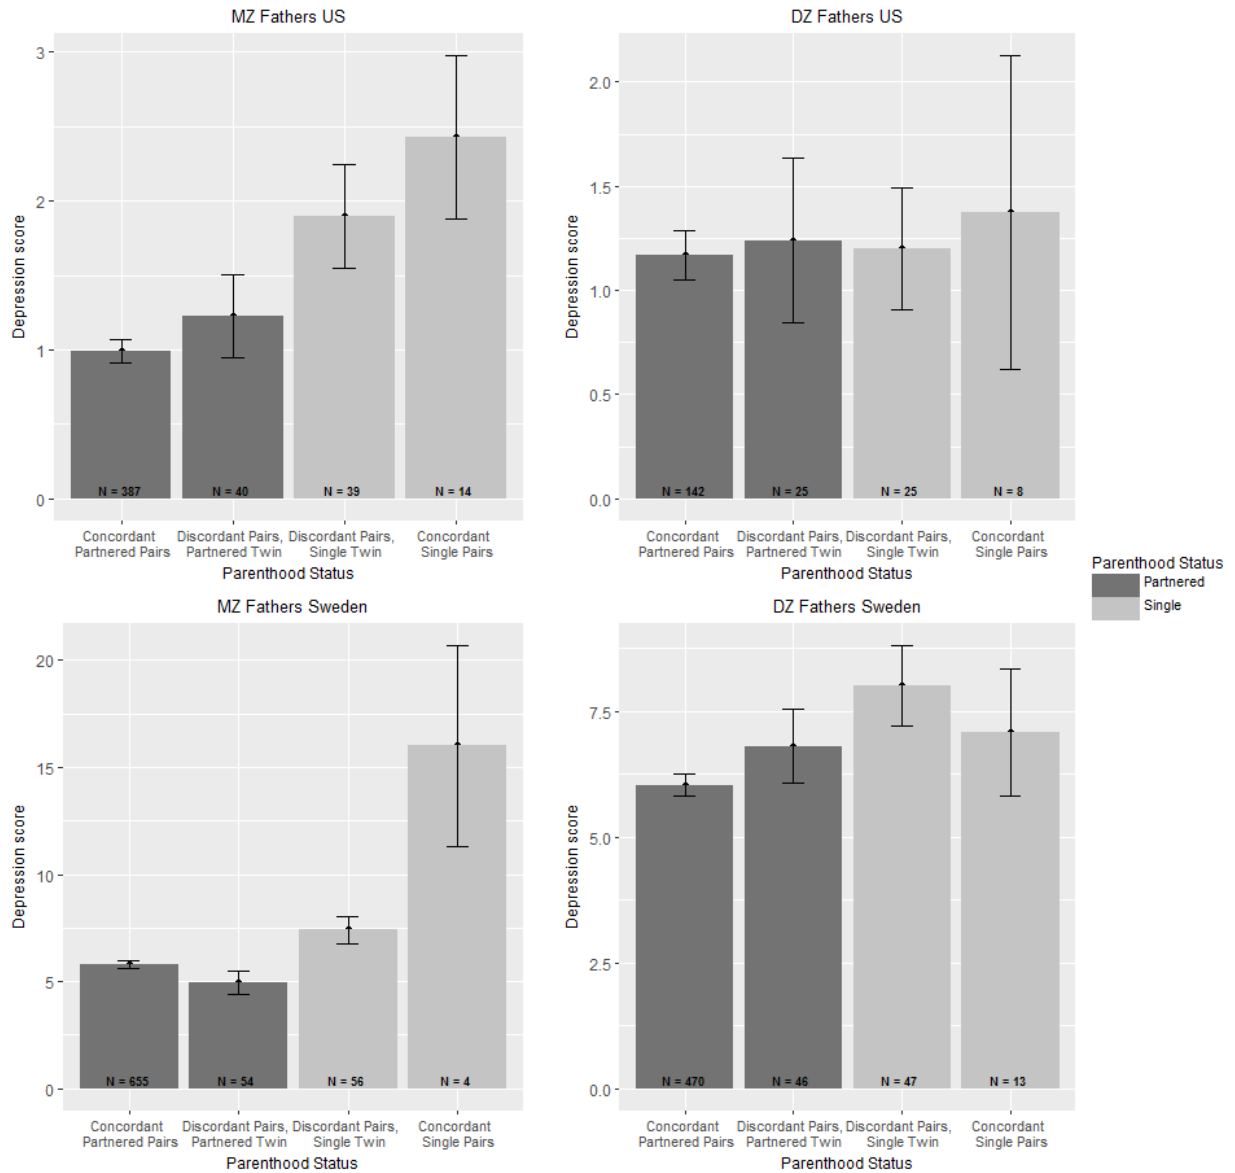 MZ Fathers US
Depression score
3
2
1
0
N = 387
N = 40
N = 39
N = 14
Concordant
Partnered Pairs
Discordant Pairs,
Partnered Twin
Discordant Pairs,
Single Twin
Concordant
Single Pairs
Parenthood Status
DZ Fathers US
Depression score
2.0
1.5
1.0
0.5
0.0
N = 142
N = 25
N = 25
N = 8
Concordant
Partnered Pairs
Discordant Pairs,
Partnered Twin
Discordant Pairs,
Single Twin
Concordant
Single Pairs
Parenthood Status
Parenthood Status
Partnered
Single
MZ Fathers Sweden
Depression score
20
15
10
5
0
N = 655
N = 54
N = 56
N = 4
Concordant
Partnered Pairs
Discordant Pairs,
Partnered Twin
Discordant Pairs,
Single Twin
Concordant
Single Pairs
Parenthood Status
DZ Fathers Sweden
Depression score
7.5
5.0
2.5
0.0
N = 470
N = 46
N = 47
N = 13
Concordant
Partnered Pairs
Discordant Pairs,
Partnered Twin
Discordant Pairs,
Single Twin
Concordant
Single Pairs
Parenthood Status